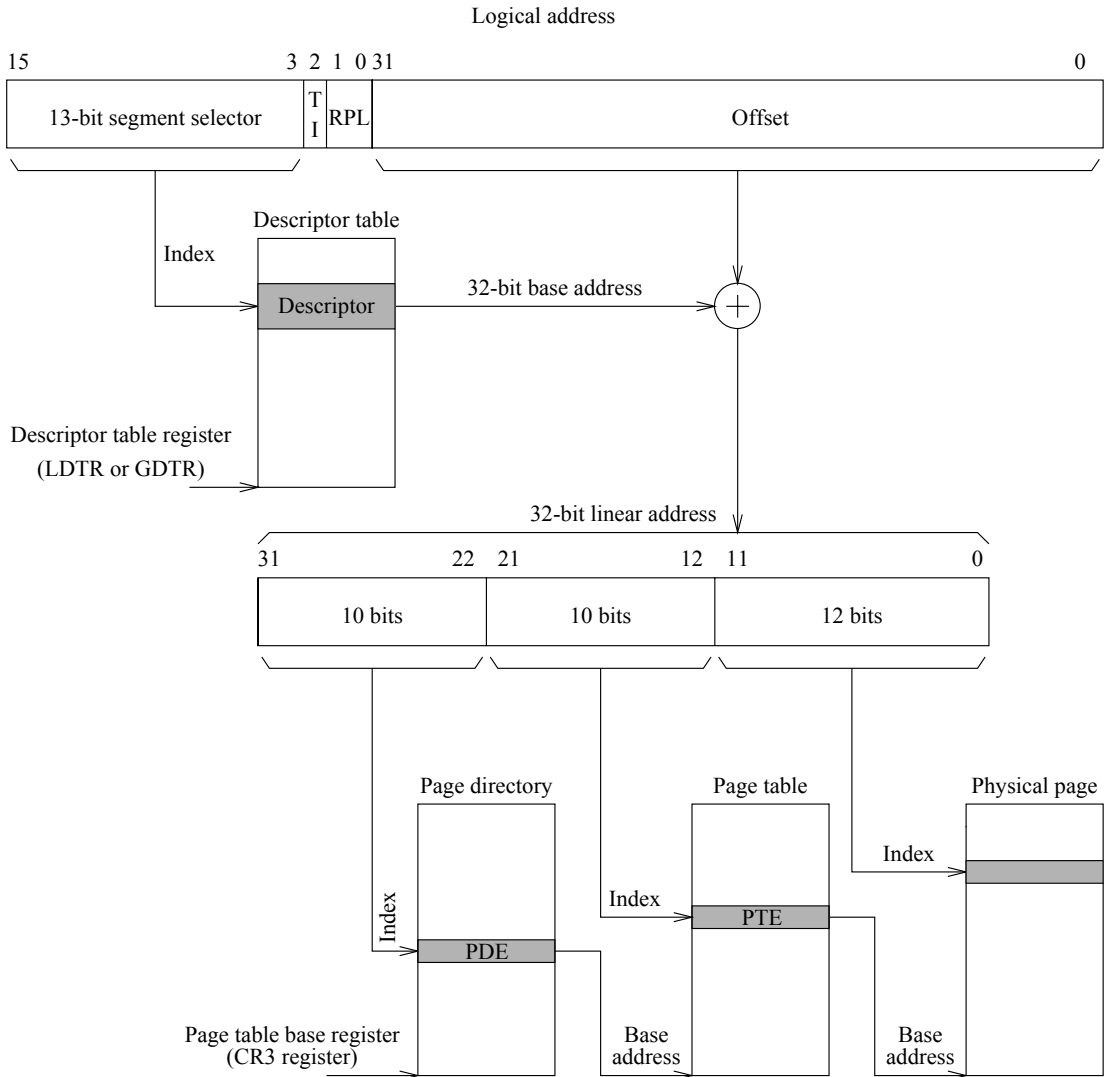 Logical address
15 3 2 1 0 31 0
13-bit segment selector
T
I
RPL
Offset
Descriptor table
Index
32-bit base address
Descriptor
+
Descriptor table register
(LDTR or GDTR)
32-bit linear address
31 22 21 12 11 0
10 bits 10 bits 12 bits
Page directory Page table Physical page
Index
Index
Index
PTE
PDE
Page table base register
(CR3 register)
Base
address
Base
address